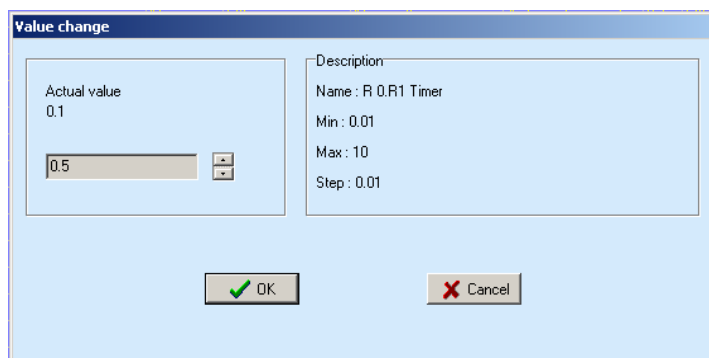 Value change
Actual value
0.1
0.5
Description
Name : R 0.R1 Timer
Min : 0.01
Max : 10
Step : 0.01
OK
Cancel